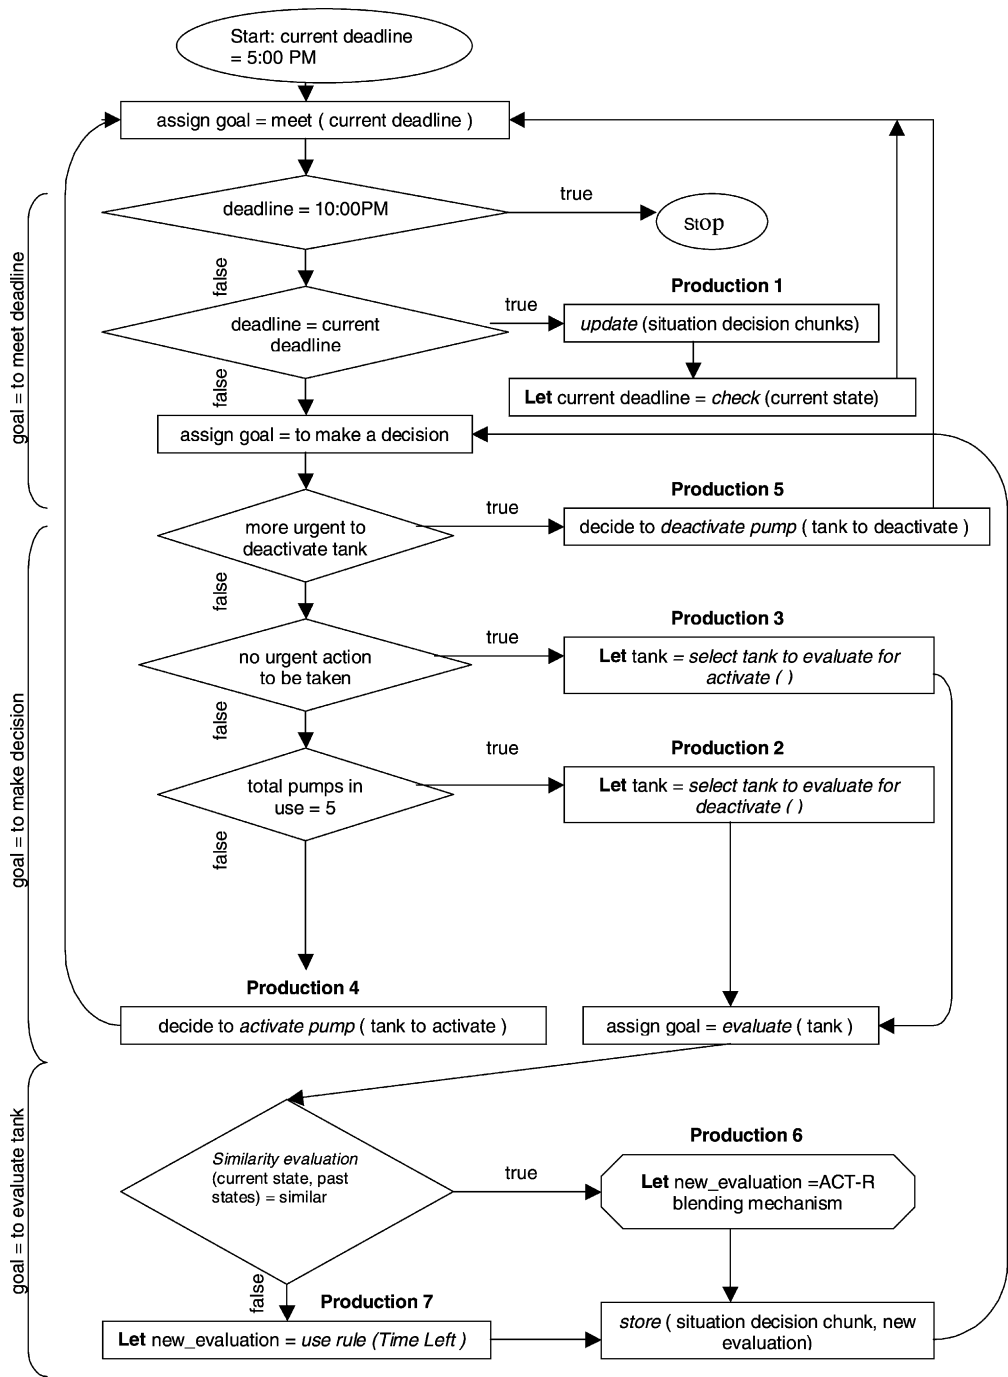 Start: current deadline
= 5:00 PM
assign goal = meet ( current deadline )
deadline = 10:00PM
true
Stop
goal = to meet deadline
false
deadline = current
deadline
true
Production 1
update (situation decision chunks)
Let current deadline = check (current state)
false
assign goal = to make a decision
more urgent to
deactivate tank
true
Production 5
decide to deactivate pump ( tank to deactivate )
goal = to make decision
false
no urgent action
to be taken
true
Production 3
Let tank = select tank to evaluate for
activate ( )
false
total pumps in
use = 5
true
Production 2
Let tank = select tank to evaluate for
deactivate ( )
false
Production 4
decide to activate pump ( tank to activate )
assign goal = evaluate ( tank )
goal = to evaluate tank
Similarity evaluation
(current state, past
states) = similar
true
Production 6
Let new_evaluation =ACT-R
blending mechanism
false
Production 7
Let new_evaluation = use rule (Time Left )
store ( situation decision chunk, new
evaluation)